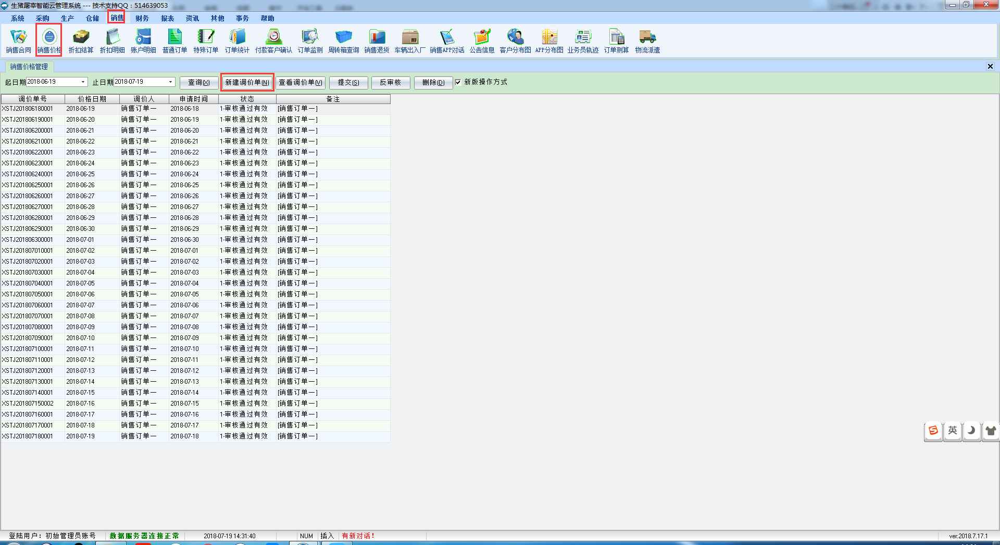 生猪屠宰智能云管理系统 --- 技术支持QQ：514639053
系统 采购 生产 仓储 销售 财务 报表 资讯 其他 事务 帮助
销售合同 销售价格 折扣结算 折扣明细 账户明细 普通订单 特殊订单 订单统计 付款客户确认 订单监测 周转箱查询 销售退货 车辆出入厂 销售APP对话 公告信息 客户分布图 APP分布图 业务员轨迹 订单测算 物流派遣
销售价格管理
起日期 2018-06-19 止日期 2018-07-19 查询(X) 新建调价单(N) 查看调价单(V) 提交(S) 反审核 删除(D) 新版操作方式
调价单号 价格日期 调价人 申请时间 状态 备注
XSTJ201806180001 2018-06-19 销售订单一 2018-06-18 1-审核通过有效 [销售订单一]
XSTJ201806190001 2018-06-20 销售订单一 2018-06-19 1-审核通过有效 [销售订单一]
XSTJ201806200001 2018-06-21 销售订单一 2018-06-20 1-审核通过有效 [销售订单一]
XSTJ201806210001 2018-06-22 销售订单一 2018-06-21 1-审核通过有效 [销售订单一]
XSTJ201806220001 2018-06-23 销售订单一 2018-06-22 1-审核通过有效 [销售订单一]
XSTJ201806230001 2018-06-24 销售订单一 2018-06-23 1-审核通过有效 [销售订单一]
XSTJ201806240001 2018-06-25 销售订单一 2018-06-24 1-审核通过有效 [销售订单一]
XSTJ201806250001 2018-06-26 销售订单一 2018-06-25 1-审核通过有效 [销售订单一]
XSTJ201806260001 2018-06-27 销售订单一 2018-06-26 1-审核通过有效 [销售订单一]
XSTJ201806270001 2018-06-28 销售订单一 2018-06-27 1-审核通过有效 [销售订单一]
XSTJ201806280001 2018-06-29 销售订单一 2018-06-28 1-审核通过有效 [销售订单一]
XSTJ201806290001 2018-06-30 销售订单一 2018-06-29 1-审核通过有效 [销售订单一]
XSTJ201806300001 2018-07-01 销售订单一 2018-06-30 1-审核通过有效 [销售订单一]
XSTJ201807010001 2018-07-02 销售订单一 2018-07-01 1-审核通过有效 [销售订单一]
XSTJ201807020001 2018-07-03 销售订单一 2018-07-02 1-审核通过有效 [销售订单一]
XSTJ201807030001 2018-07-04 销售订单一 2018-07-03 1-审核通过有效 [销售订单一]
XSTJ201807040001 2018-07-05 销售订单一 2018-07-04 1-审核通过有效 [销售订单一]
XSTJ201807050001 2018-07-06 销售订单一 2018-07-05 1-审核通过有效 [销售订单一]
XSTJ201807060001 2018-07-07 销售订单一 2018-07-06 1-审核通过有效 [销售订单一]
XSTJ201807070001 2018-07-08 销售订单一 2018-07-07 1-审核通过有效 [销售订单一]
XSTJ201807080001 2018-07-09 销售订单一 2018-07-08 1-审核通过有效 [销售订单一]
XSTJ201807090001 2018-07-10 销售订单一 2018-07-09 1-审核通过有效 [销售订单一]
XSTJ201807100001 2018-07-11 销售订单一 2018-07-10 1-审核通过有效 [销售订单一]
XSTJ201807110001 2018-07-12 销售订单一 2018-07-11 1-审核通过有效 [销售订单一]
XSTJ201807120001 2018-07-13 销售订单一 2018-07-12 1-审核通过有效 [销售订单一]
XSTJ201807130001 2018-07-14 销售订单一 2018-07-13 1-审核通过有效 [销售订单一]
XSTJ201807140001 2018-07-15 销售订单一 2018-07-14 1-审核通过有效 [销售订单一]
XSTJ201807150002 2018-07-16 销售订单一 2018-07-15 1-审核通过有效 [销售订单一]
XSTJ201807160001 2018-07-17 销售订单一 2018-07-16 1-审核通过有效 [销售订单一]
XSTJ201807170001 2018-07-18 销售订单一 2018-07-17 1-审核通过有效 [销售订单一]
XSTJ201807180001 2018-07-19 销售订单一 2018-07-18 1-审核通过有效 [销售订单一]
英
登陆用户：初始管理员账号 数据服务器连接正常 2018-07-19 14:31:40 NUM 插入 有新对话！ ver:2018.7.17.1